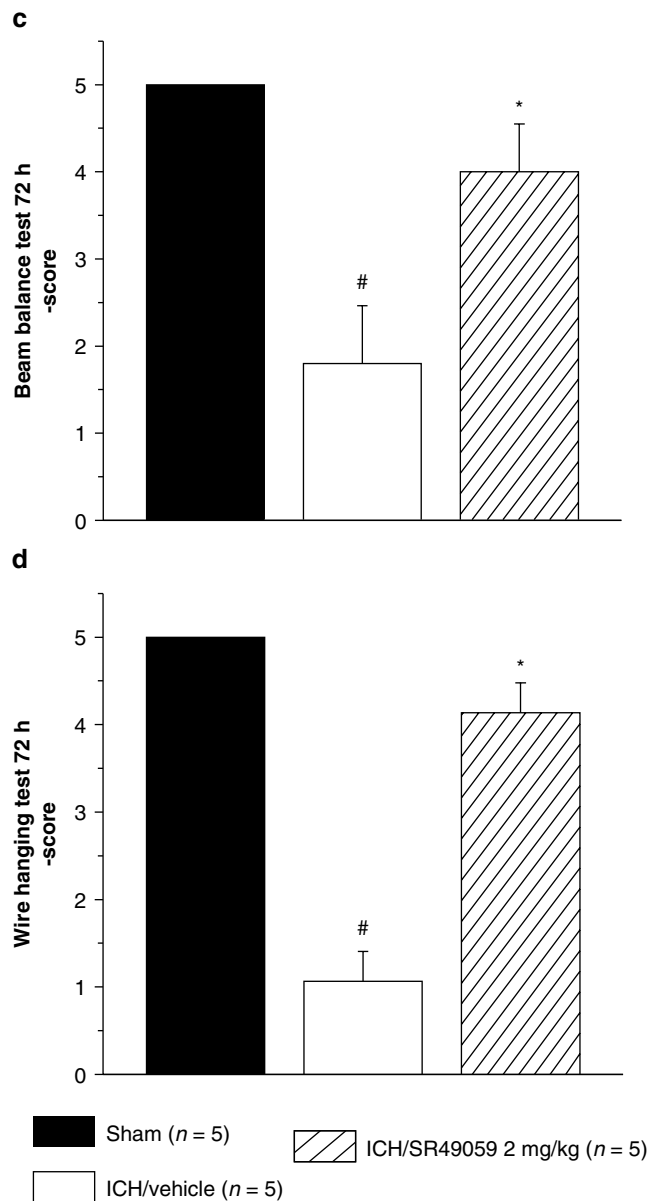 c
Beam balance test 72 h
-score
5
4
3
2
1
0
#
*
d
Wire hanging test 72 h
-score
5
4
3
2
1
0
#
*
Sham (n = 5)
ICH/vehicle (n = 5)
ICH/SR49059 2 mg/kg (n = 5)